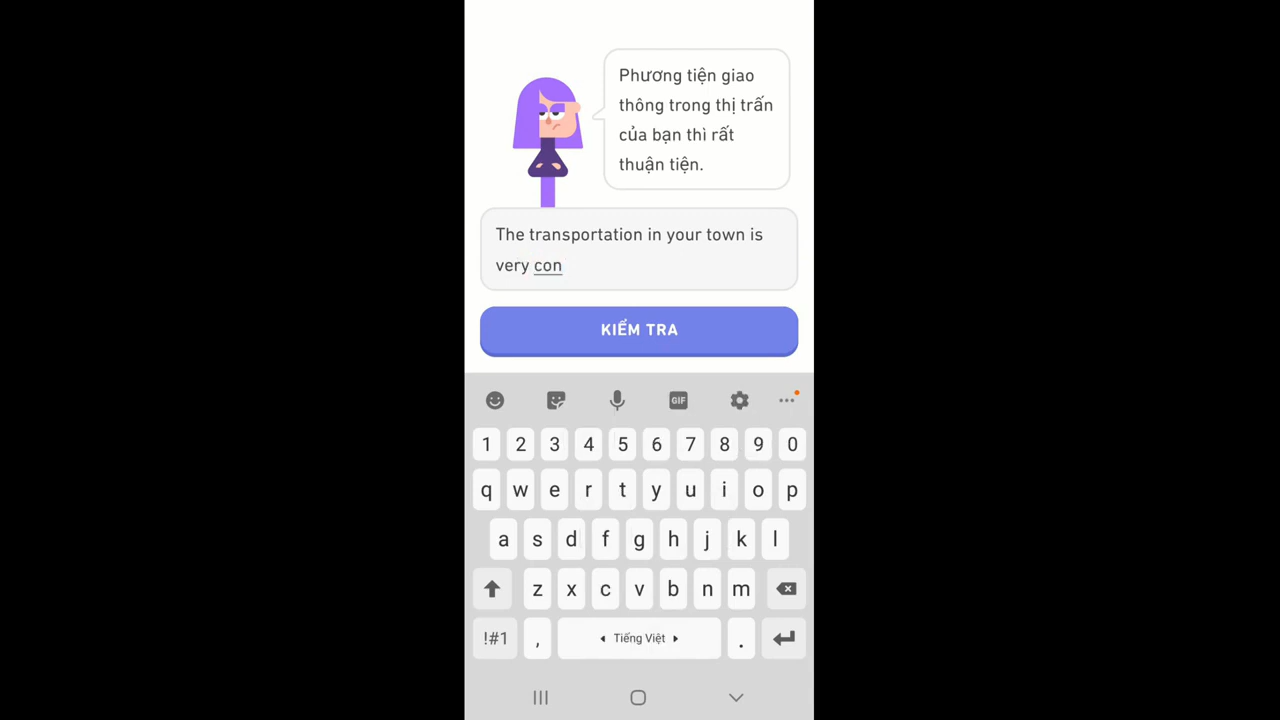 Phương tiện giao
thông trong thị trấn
của bạn thì rất
thuận tiện.
The transportation in your town is
very con
KIỂM TRA
GIF
1 2 3 4 5 6 7 8 9 0
q w e r t y u i o p
a s d f g h j k l
z x c v b n m
!#1 , Tiếng Việt .